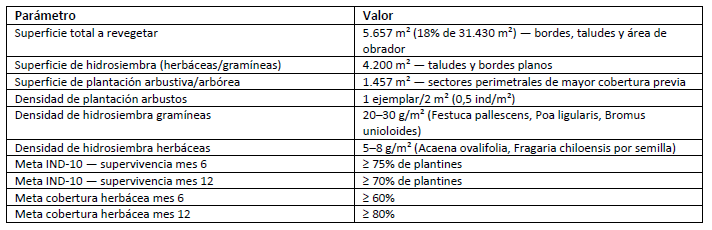 Parámetro Valor
Superficie total a revegetar 5.657 m² (18% de 31.430 m²) — bordes, taludes y área de
obrador
Superficie de hidrosiembra (herbáceas/gramíneas) 4.200 m² — taludes y bordes planos
Superficie de plantación arbustiva/arbórea 1.457 m² — sectores perimetrales de mayor cobertura previa
Densidad de plantación arbustos 1 ejemplar/2 m² (0,5 ind/m²)
Densidad de hidrosiembra gramíneas 20–30 g/m² (Festuca pallescens, Poa ligularis, Bromus
unioloides)
Densidad de hidrosiembra herbáceas 5–8 g/m² (Acaena ovalifolia, Fragaria chiloensis por semilla)
Meta IND-10 — supervivencia mes 6 ≥ 75% de plantines
Meta IND-10 — supervivencia mes 12 ≥ 70% de plantines
Meta cobertura herbácea mes 6 ≥ 60%
Meta cobertura herbácea mes 12 ≥ 80%